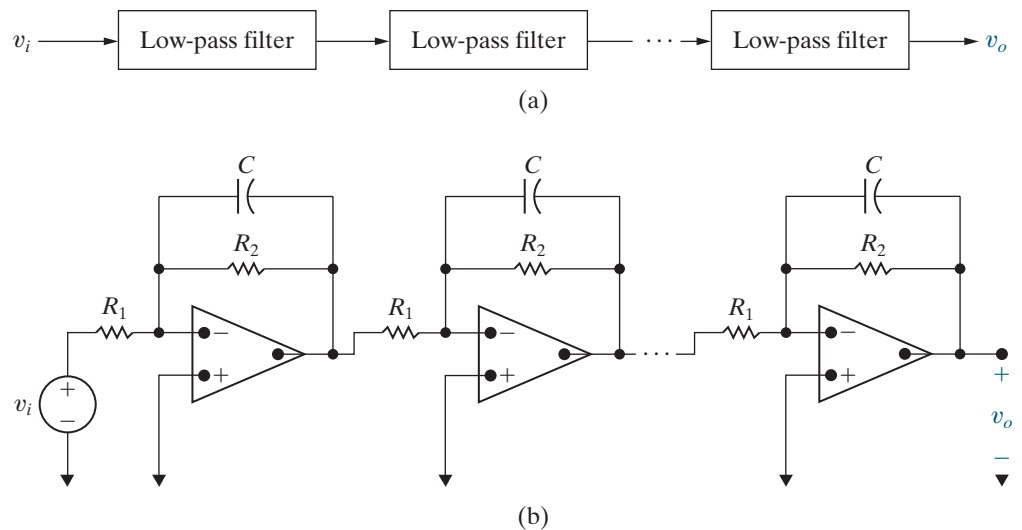 v_i Low-pass filter Low-pass filter ... Low-pass filter v_o
(a)
C C C
R_2 R_2 R_2
R_1 R_1 R_1
− − −
+ + ... + +
v_i + − v_o
−
(b)